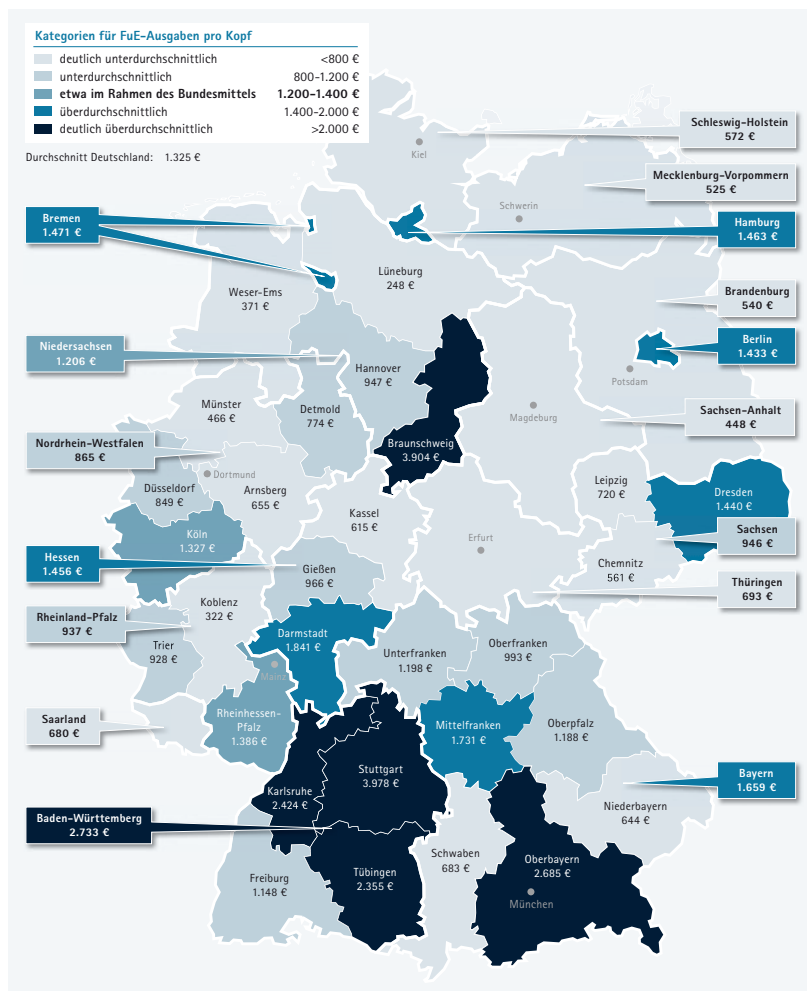 Kategorien für FuE-Ausgaben pro Kopf
deutlich unterdurchschnittlich <800 €
unterdurchschnittlich 800-1.200 €
etwa im Rahmen des Bundesmittels 1.200-1.400 €
überdurchschnittlich 1.400-2.000 €
deutlich überdurchschnittlich >2.000 €
Durchschnitt Deutschland: 1.325 €
Schleswig-Holstein
572 €
Kiel
Mecklenburg-Vorpommern
525 €
Schwerin
Bremen
1.471 €
Hamburg
1.463 €
Lüneburg
248 €
Weser-Ems
371 €
Brandenburg
540 €
Niedersachsen
1.206 €
Berlin
1.433 €
Hannover
947 €
Potsdam
Münster
466 €
Detmold
774 €
Magdeburg
Sachsen-Anhalt
448 €
Nordrhein-Westfalen
865 €
Braunschweig
3.904 €
Dortmund
Düsseldorf
849 €
Arnsberg
655 €
Leipzig
720 €
Dresden
1.440 €
Kassel
615 €
Köln
1.327 €
Erfurt
Sachsen
946 €
Hessen
1.456 €
Gießen
966 €
Chemnitz
561 €
Thüringen
693 €
Koblenz
322 €
Rheinland-Pfalz
937 €
Darmstadt
1.841 €
Trier
928 €
Unterfranken
1.198 €
Oberfranken
993 €
Mainz
Saarland
680 €
Rheinhessen-
Pfalz
1.386 €
Mittelfranken
1.731 €
Oberpfalz
1.188 €
Stuttgart
3.978 €
Bayern
1.659 €
Karlsruhe
2.424 €
Niederbayern
644 €
Baden-Württemberg
2.733 €
Schwaben
683 €
Oberbayern
2.685 €
Freiburg
1.148 €
Tübingen
2.355 €
München